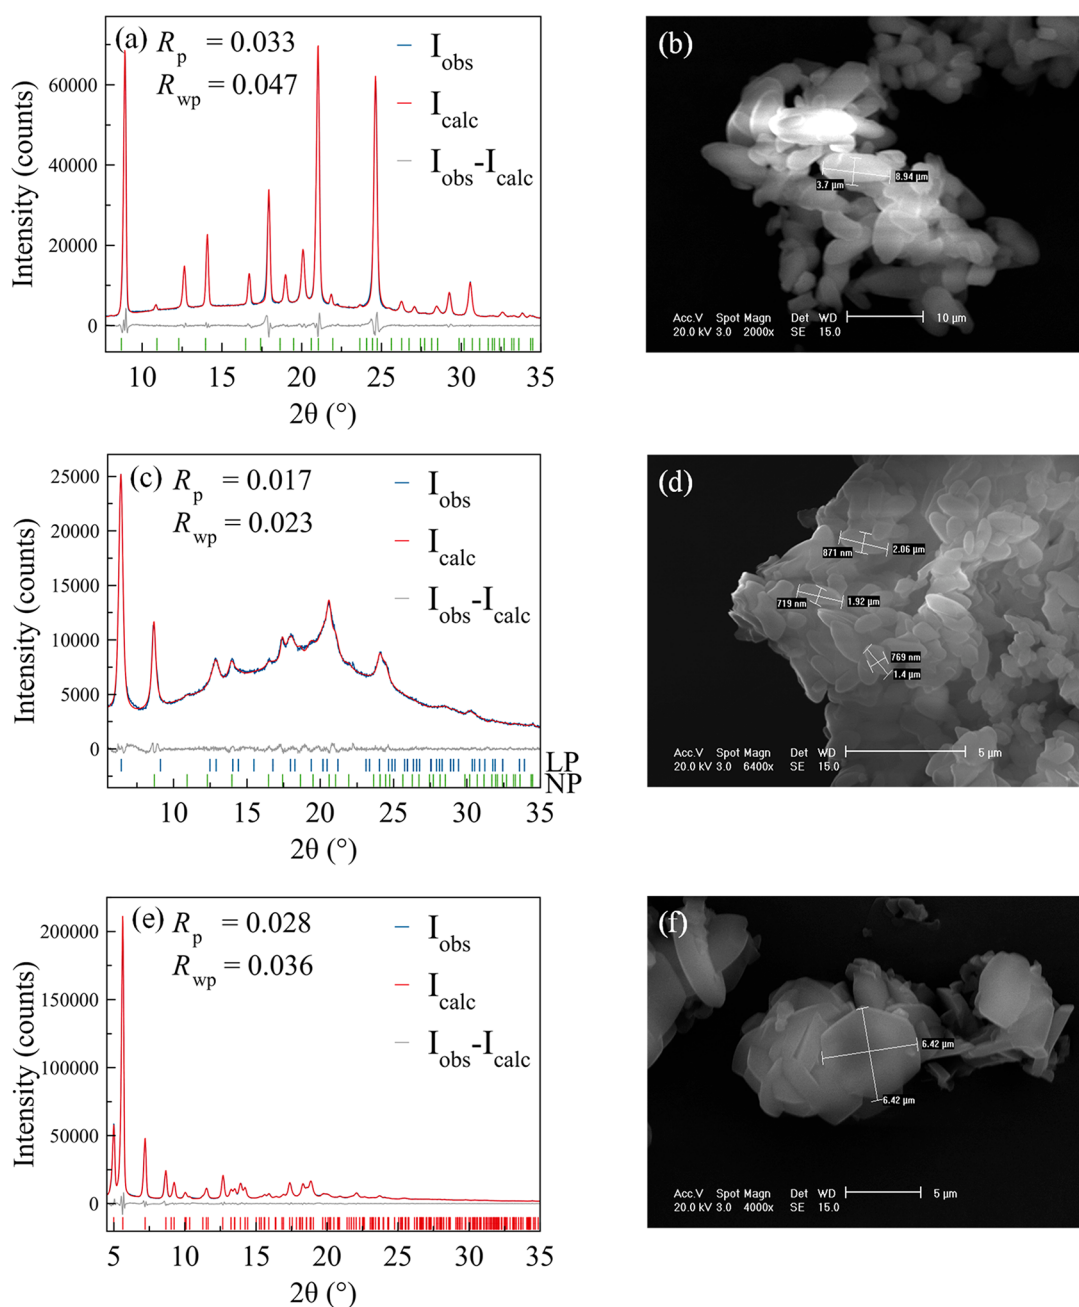 (a) Rp = 0.033
Rwp = 0.047
Iobs
Icalc
Iobs-Icalc
Intensity (counts)
60000
40000
20000
0
10 15 20 25 30 35
2θ (°)
(b)
3.7 µm
8.94 µm
Acc.V Spot Magn Det WD
20.0 kV 3.0 2000x SE 15.0
10 µm
(c) Rp = 0.017
Rwp = 0.023
Iobs
Icalc
Iobs-Icalc
Intensity (counts)
25000
20000
15000
10000
5000
0
LP
NP
10 15 20 25 30 35
2θ (°)
(d)
871 nm
2.06 µm
719 nm
1.92 µm
769 nm
1.4 µm
Acc.V Spot Magn Det WD
20.0 kV 3.0 6400x SE 15.0
5 µm
(e) Rp = 0.028
Rwp = 0.036
Iobs
Icalc
Iobs-Icalc
Intensity (counts)
200000
150000
100000
50000
0
5 10 15 20 25 30 35
2θ (°)
(f)
6.42 µm
6.42 µm
Acc.V Spot Magn Det WD
20.0 kV 3.0 4000x SE 15.0
5 µm